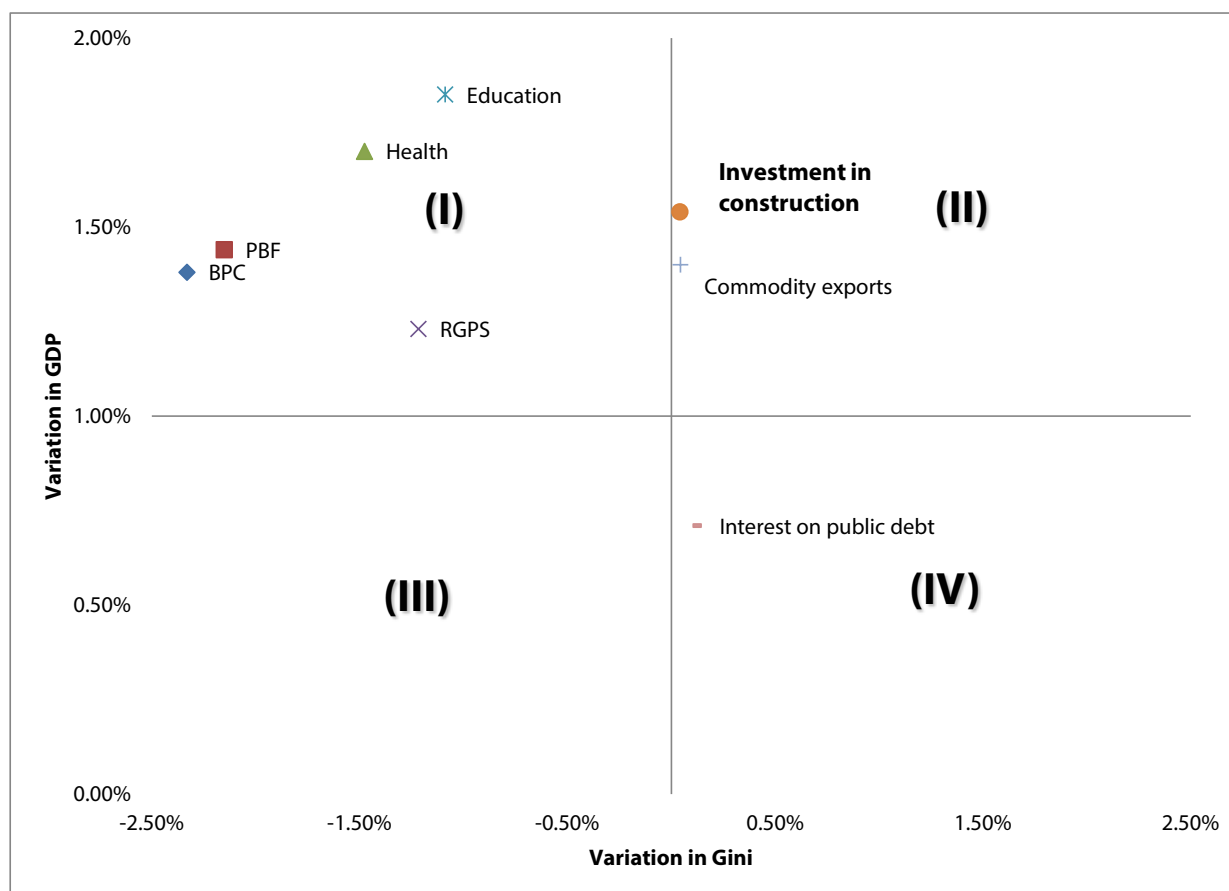 2.00%
Education
Health
Investment in
construction
(I)
(II)
1.50%
PBF
BPC
Commodity exports
RGPS
Variation in GDP
1.00%
Interest on public debt
(III)
(IV)
0.50%
0.00%
-2.50%
-1.50%
-0.50%
0.50%
1.50%
2.50%
Variation in Gini